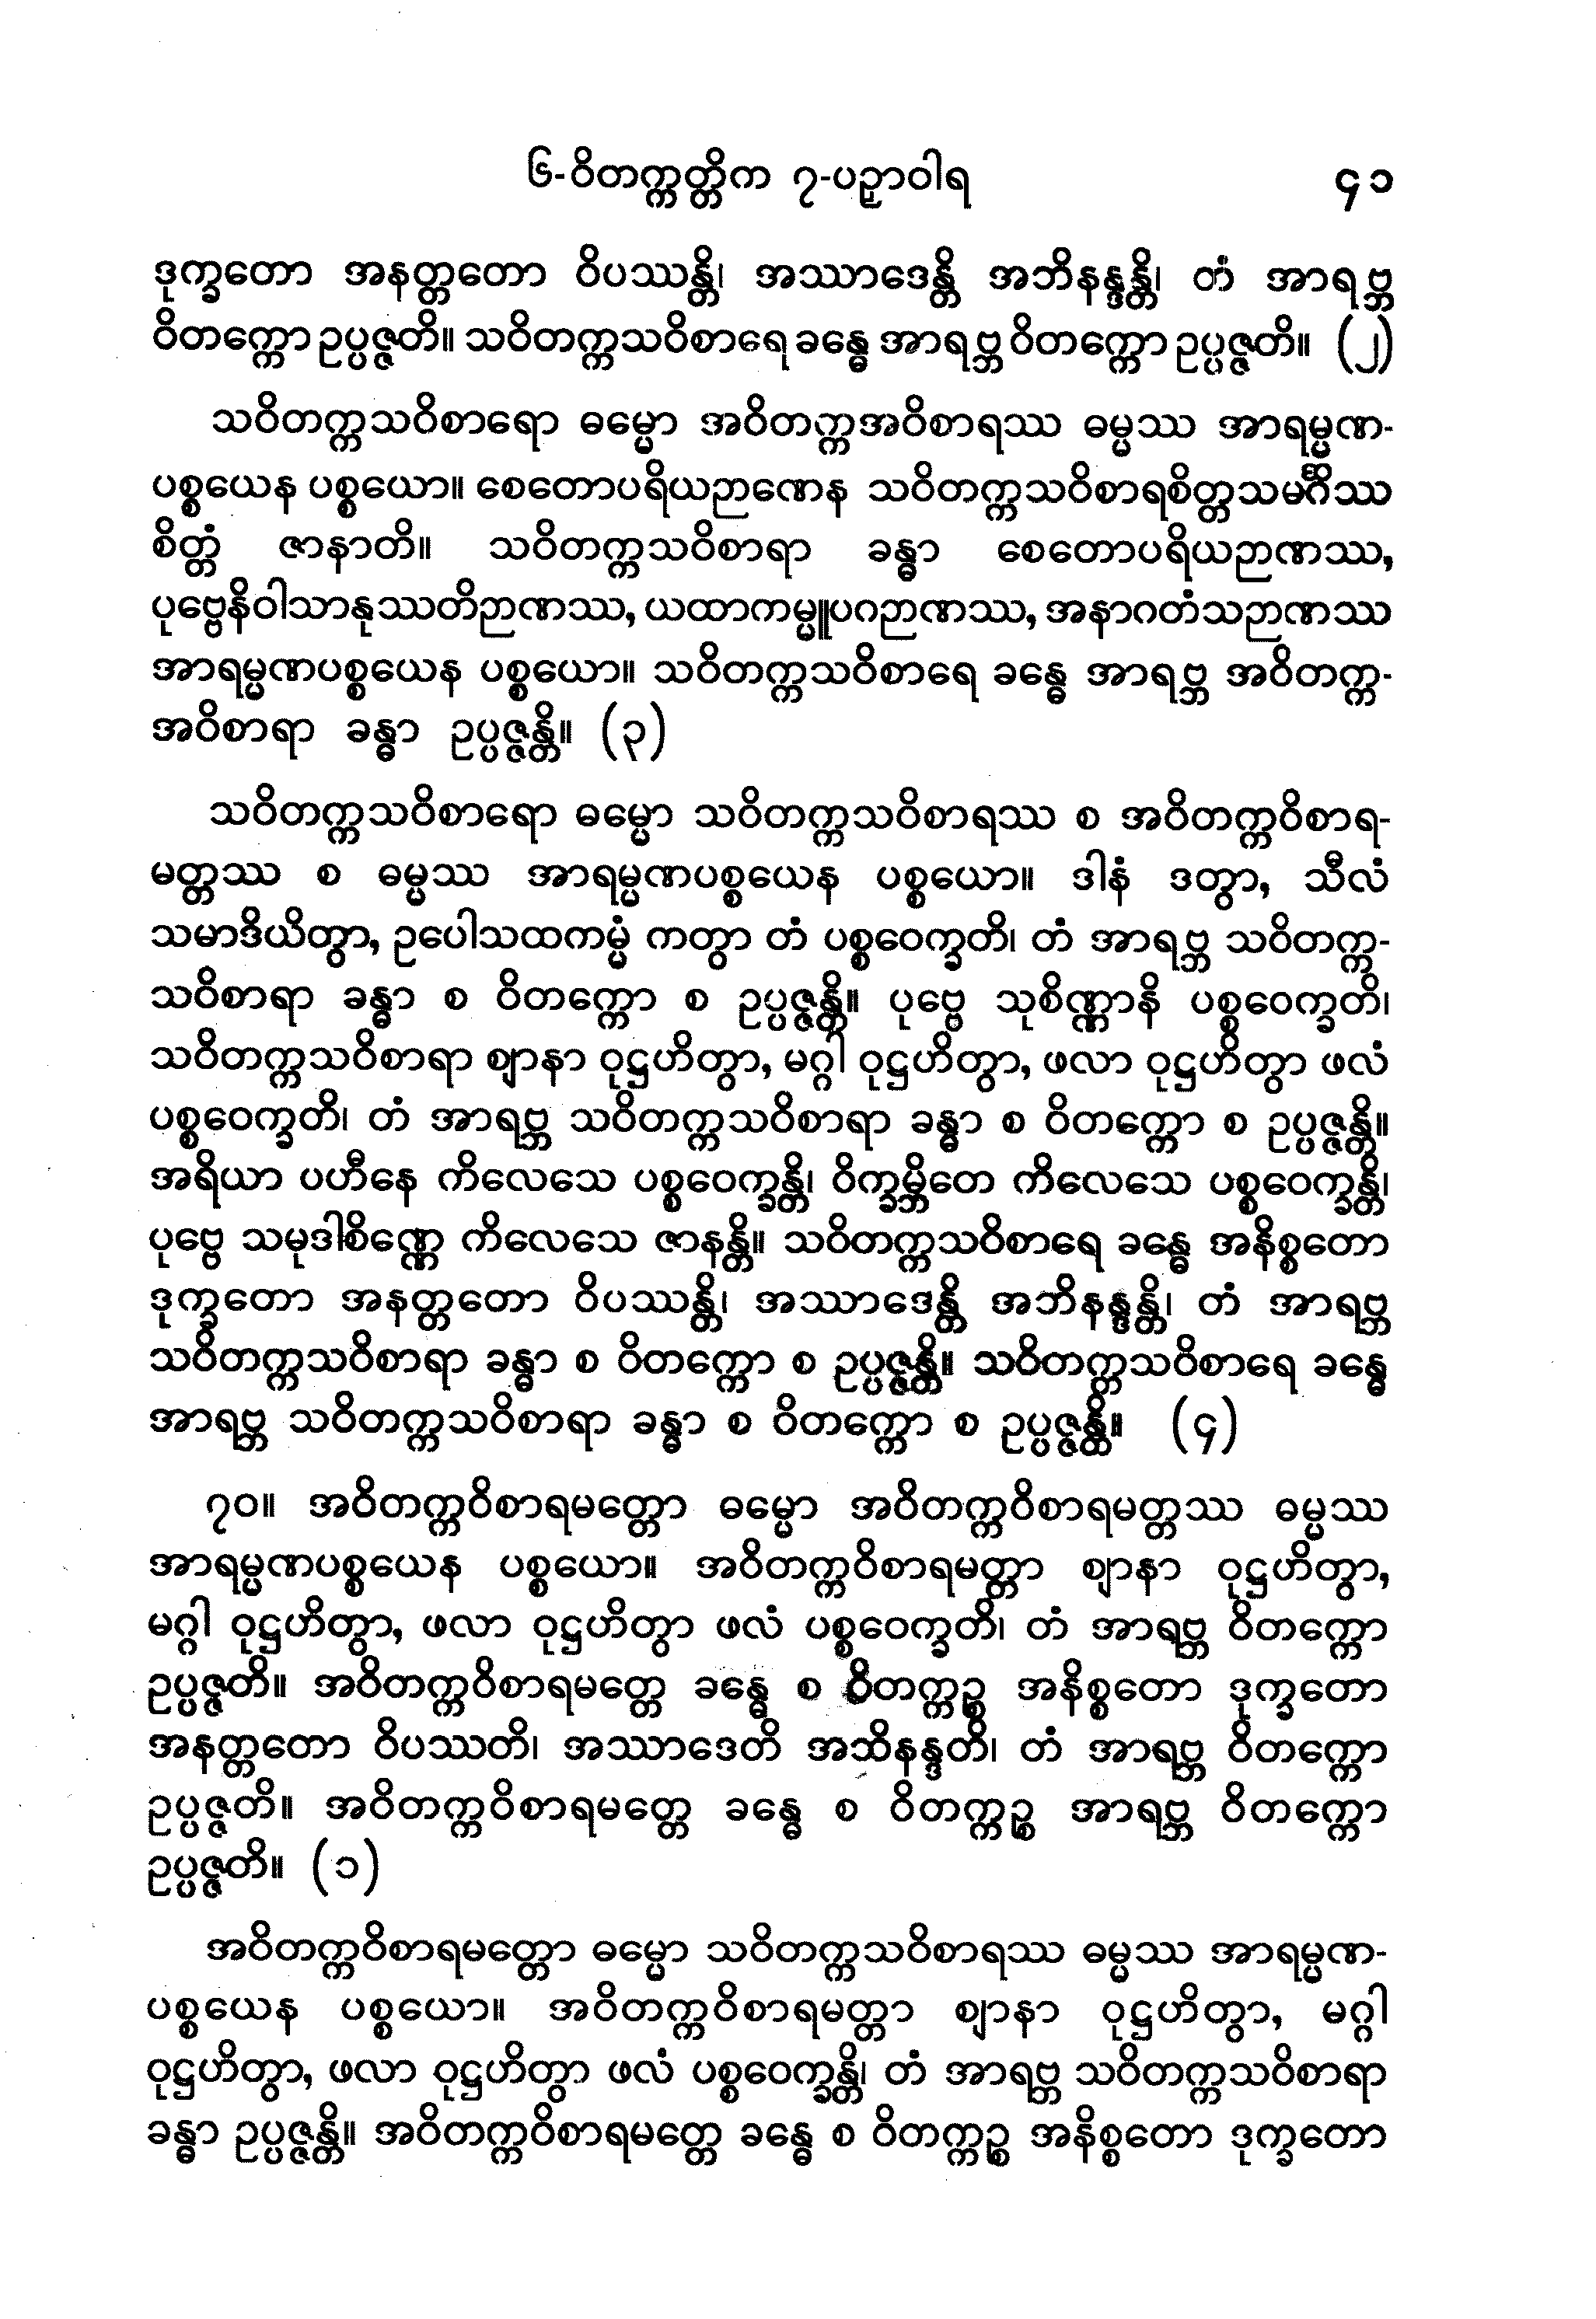 ၆-ဝိတက္ကတ္တိက ၇-ပဉှာဝါရ ၄၁
ဒုက္ခတော အနတ္တတော ဝိပဿန္တိ၊ အဿာဒေန္တိ အဘိနန္ဒန္တိ၊ တံ အာရဗ္ဘ
ဝိတက္ကော ဥပ္ပဇ္ဇတိ။ သဝိတက္ကသဝိစာရေ ခန္ဓေ အာရဗ္ဘ ဝိတက္ကော ဥပ္ပဇ္ဇတိ။ (၂)
သဝိတက္ကသဝိစာရော ဓမ္မော အဝိတက္ကအဝိစာရဿ ဓမ္မဿ အာရမ္မဏ-
ပစ္စယေန ပစ္စယော။ စေတောပရိယဉာဏေန သဝိတက္ကသဝိစာရစိတ္တသမင်္ဂိဿ
စိတ္တံ ဇာနာတိ။ သဝိတက္ကသဝိစာရာ ခန္ဓာ စေတောပရိယဉာဏဿ,
ပုဗ္ဗေနိဝါသာနုဿတိဉာဏဿ, ယထာကမ္မူပဂဉာဏဿ, အနာဂတံသဉာဏဿ
အာရမ္မဏပစ္စယေန ပစ္စယော။ သဝိတက္ကသဝိစာရေ ခန္ဓေ အာရဗ္ဘ အဝိတက္က-
အဝိစာရာ ခန္ဓာ ဥပ္ပဇ္ဇန္တိ။ (၃)
သဝိတက္ကသဝိစာရော ဓမ္မော သဝိတက္ကသဝိစာရဿ စ အဝိတက္ကဝိစာရ-
မတ္တဿ စ ဓမ္မဿ အာရမ္မဏပစ္စယေန ပစ္စယော။ ဒါနံ ဒတွာ, သီလံ
သမာဒိယိတွာ, ဥပေါသထကမ္မံ ကတွာ တံ ပစ္စဝေက္ခတိ၊ တံ အာရဗ္ဘ သဝိတက္က-
သဝိစာရာ ခန္ဓာ စ ဝိတက္ကော စ ဥပ္ပဇ္ဇန္တိ။ ပုဗ္ဗေ သုစိဏ္ဏာနိ ပစ္စဝေက္ခတိ၊
သဝိတက္ကသဝိစာရာ ဈာနာ ဝုဋ္ဌဟိတွာ, မဂ္ဂါ ဝုဋ္ဌဟိတွာ, ဖလာ ဝုဋ္ဌဟိတွာ ဖလံ
ပစ္စဝေက္ခတိ၊ တံ အာရဗ္ဘ သဝိတက္ကသဝိစာရာ ခန္ဓာ စ ဝိတက္ကော စ ဥပ္ပဇ္ဇန္တိ။
အရိယာ ပဟီနေ ကိလေသေ ပစ္စဝေက္ခန္တိ၊ ဝိက္ခမ္ဘိတေ ကိလေသေ ပစ္စဝေက္ခန္တိ၊
ပုဗ္ဗေ သမုဒါစိဏ္ဏေ ကိလေသေ ဇာနန္တိ။ သဝိတက္ကသဝိစာရေ ခန္ဓေ အနိစ္စတော
ဒုက္ခတော အနတ္တတော ဝိပဿန္တိ၊ အဿာဒေန္တိ အဘိနန္ဒန္တိ၊ တံ အာရဗ္ဘ
သဝိတက္ကသဝိစာရာ ခန္ဓာ စ ဝိတက္ကော စ ဥပ္ပဇ္ဇန္တိ။ သဝိတက္ကသဝိစာရေ ခန္ဓေ
အာရဗ္ဘ သဝိတက္ကသဝိစာရာ ခန္ဓာ စ ဝိတက္ကော စ ဥပ္ပဇ္ဇန္တိ။ (၄)
၇၀။ အဝိတက္ကဝိစာရမတ္တော ဓမ္မော အဝိတက္ကဝိစာရမတ္တဿ ဓမ္မဿ
အာရမ္မဏပစ္စယေန ပစ္စယော။ အဝိတက္ကဝိစာရမတ္တာ ဈာနာ ဝုဋ္ဌဟိတွာ,
မဂ္ဂါ ဝုဋ္ဌဟိတွာ, ဖလာ ဝုဋ္ဌဟိတွာ ဖလံ ပစ္စဝေက္ခတိ၊ တံ အာရဗ္ဘ ဝိတက္ကော
ဥပ္ပဇ္ဇတိ။ အဝိတက္ကဝိစာရမတ္တေ ခန္ဓေ စ ဝိတက္ကဉ္စ အနိစ္စတော ဒုက္ခတော
အနတ္တတော ဝိပဿတိ၊ အဿာဒေတိ အဘိနန္ဒတိ၊ တံ အာရဗ္ဘ ဝိတက္ကော
ဥပ္ပဇ္ဇတိ။ အဝိတက္ကဝိစာရမတ္တေ ခန္ဓေ စ ဝိတက္ကဉ္စ အာရဗ္ဘ ဝိတက္ကော
ဥပ္ပဇ္ဇတိ။ (၁)
အဝိတက္ကဝိစာရမတ္တော ဓမ္မော သဝိတက္ကသဝိစာရဿ ဓမ္မဿ အာရမ္မဏ-
ပစ္စယေန ပစ္စယော။ အဝိတက္ကဝိစာရမတ္တာ ဈာနာ ဝုဋ္ဌဟိတွာ, မဂ္ဂါ
ဝုဋ္ဌဟိတွာ, ဖလာ ဝုဋ္ဌဟိတွာ ဖလံ ပစ္စဝေက္ခန္တိ၊ တံ အာရဗ္ဘ သဝိတက္ကသဝိစာရာ
ခန္ဓာ ဥပ္ပဇ္ဇန္တိ။ အဝိတက္ကဝိစာရမတ္တေ ခန္ဓေ စ ဝိတက္ကဉ္စ အနိစ္စတော ဒုက္ခတော